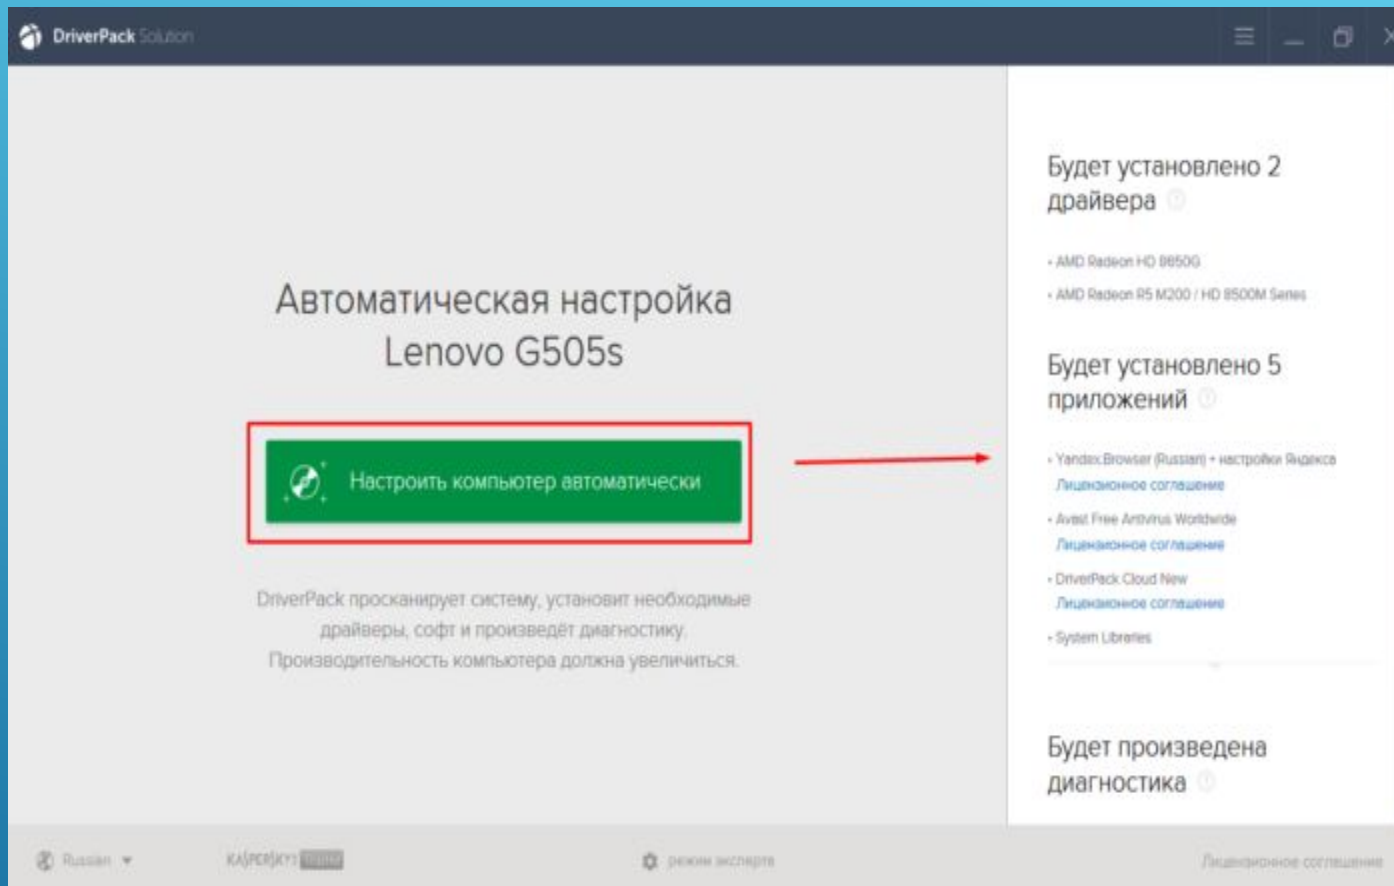 DriverPack Solution
Автоматическая настройка
Lenovo G505s
Настроить компьютер автоматически
DriverPack просканирует систему, установит необходимые
драйверы, софт и произведёт диагностику.
Производительность компьютера должна увеличиться.
Будет установлено 2
драйвера
• AMD Radeon HD 8650G
• AMD Radeon R5 M200 / HD 8500M Series
Будет установлено 5
приложений
• Yandex.Browser (Russian) + настройки Яндекса
Лицензионное соглашение
• Avast Free Antivirus Worldwide
Лицензионное соглашение
• DriverPack Cloud New
Лицензионное соглашение
• System Libraries
Будет произведена
диагностика
Russian
KASPERSKY
режим эксперта
Лицензионное соглашение